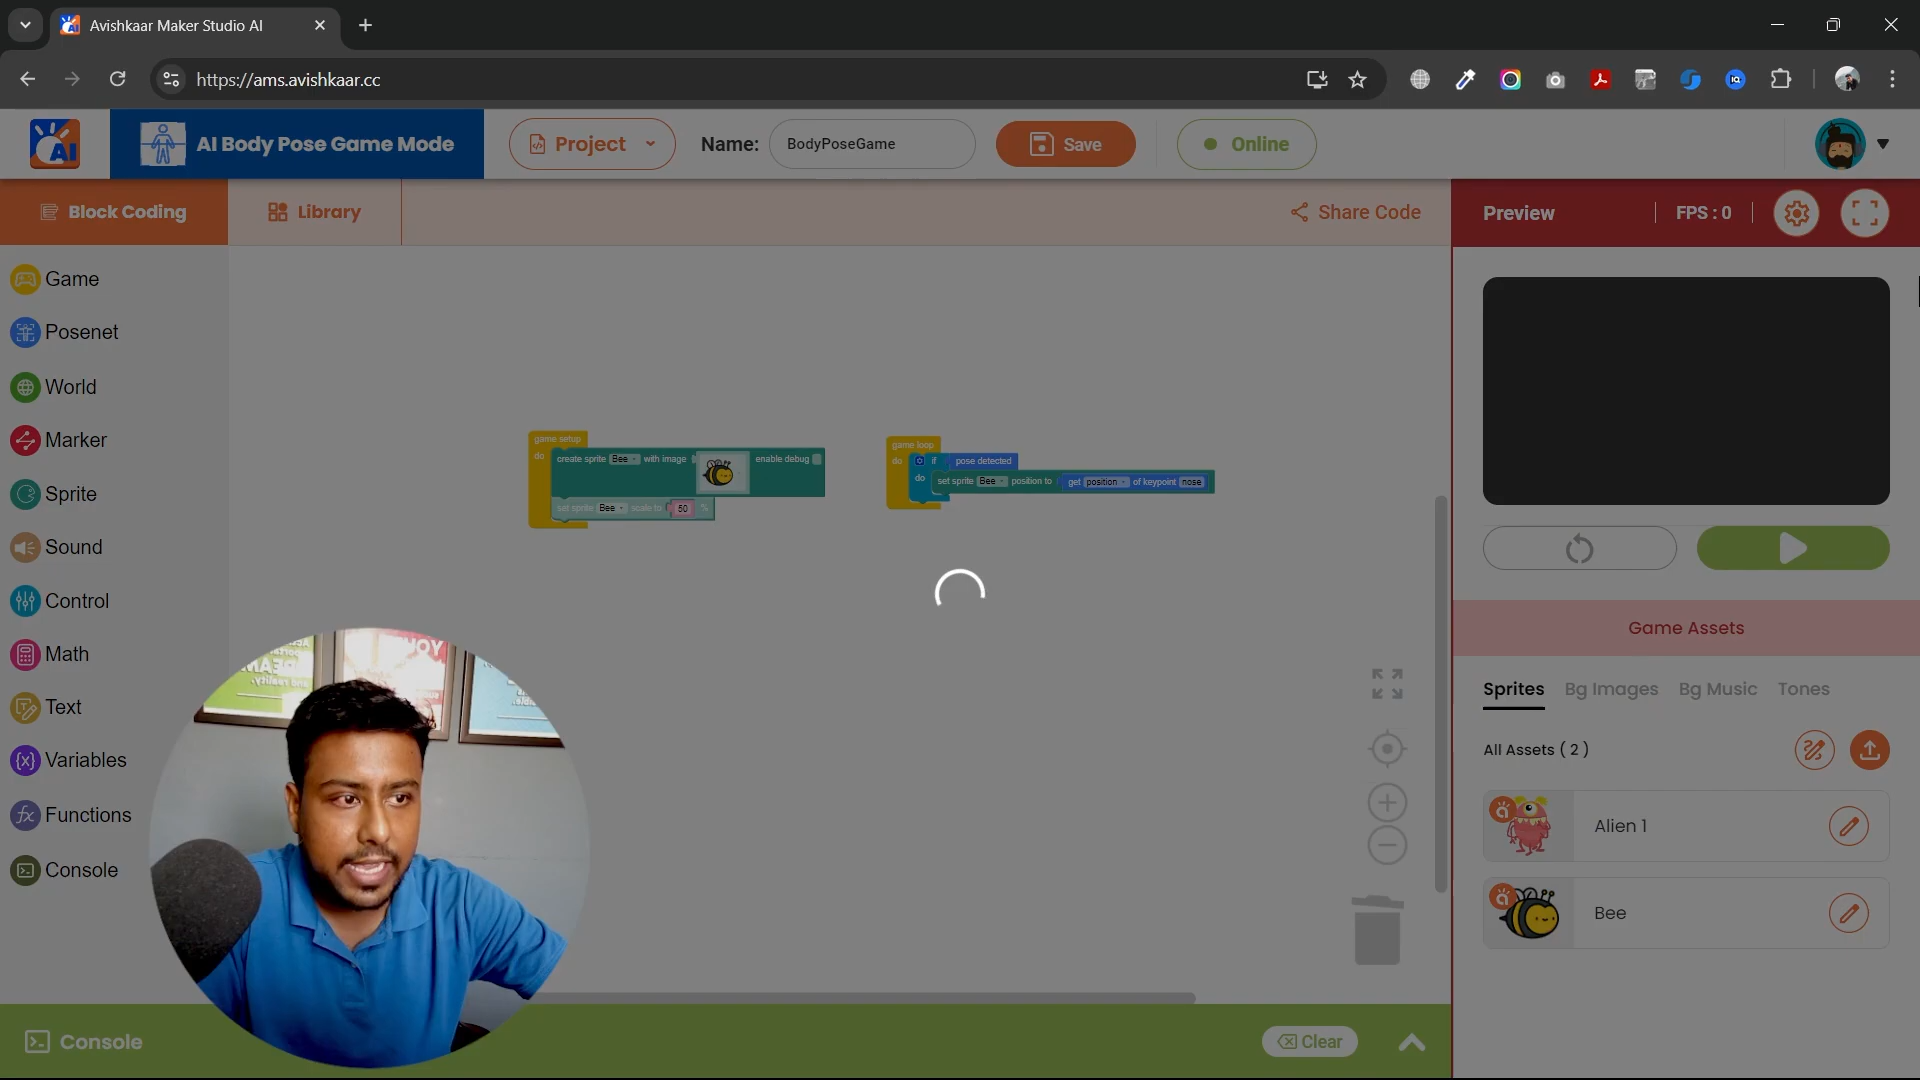 Avishkaar Maker Studio AI
https://ams.avishkaar.cc
AI
AI Body Pose Game Mode
Project
Name:
BodyPoseGame
Save
Online
Block Coding
Library
Share Code
Preview
FPS : 0
Game
Posenet
World
Marker
Sprite
Sound
Control
Math
Text
Variables
Functions
Console
game setup
do
create sprite Bee with image
enable debug
set sprite Bee scale to 50 %
game loop
do
if
pose detected
do
set sprite Bee position to get position of keypoint nose
Game Assets
Sprites
Bg Images
Bg Music
Tones
All Assets ( 2 )
Alien 1
Bee
Console
Clear